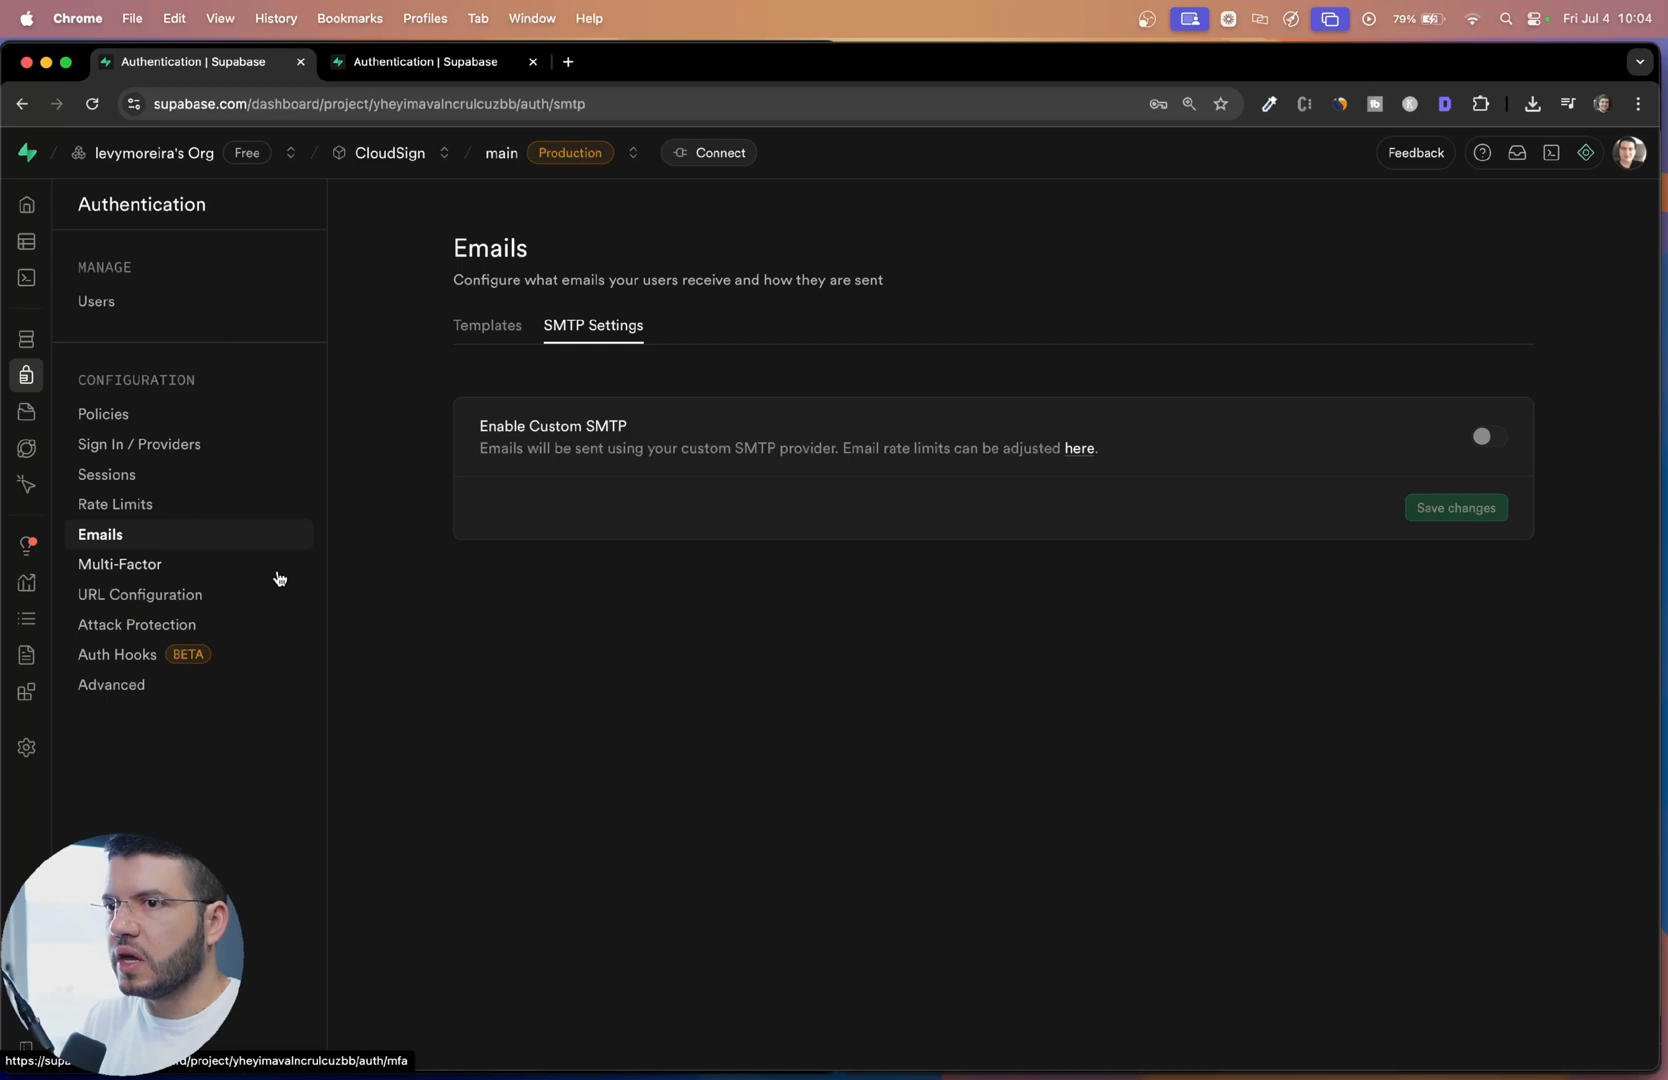 Chrome File Edit View History Bookmarks Profiles Tab Window Help 79% Fri Jul 4 10:04
Authentication | Supabase Authentication | Supabase
supabase.com/dashboard/project/yheyimavalncrulcuzbb/auth/smtp
levymoreira's Org Free / CloudSign / main Production Connect Feedback
Authentication
MANAGE
Users
CONFIGURATION
Policies
Sign In / Providers
Sessions
Rate Limits
Emails
Multi-Factor
URL Configuration
Attack Protection
Auth Hooks BETA
Advanced
Emails
Configure what emails your users receive and how they are sent
Templates SMTP Settings
Enable Custom SMTP
Emails will be sent using your custom SMTP provider. Email rate limits can be adjusted here.
Save changes
https://supa
rd/project/yheyimavalncrulcuzbb/auth/mfa